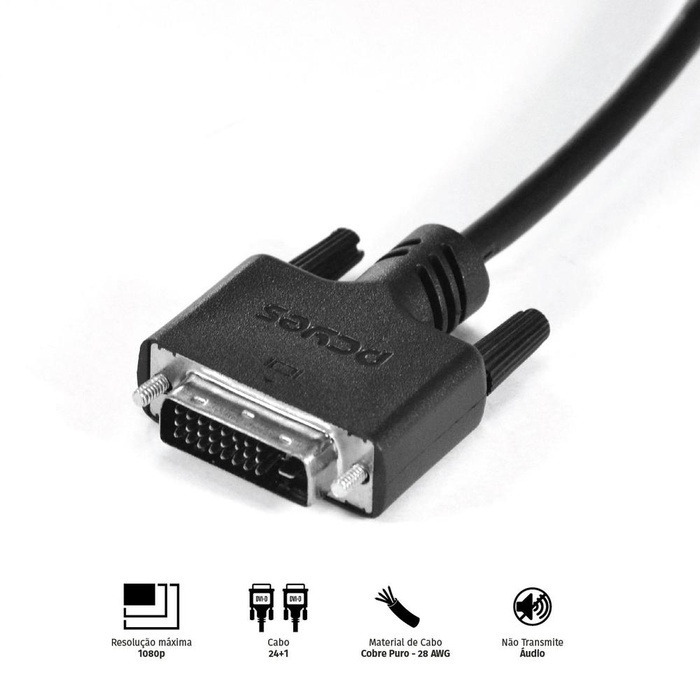 pcyes
DVI-D DVI-D
Resolução máxima
1080p
Cabo
24+1
Material de Cabo
Cobre Puro - 28 AWG
Não Transmite
Áudio